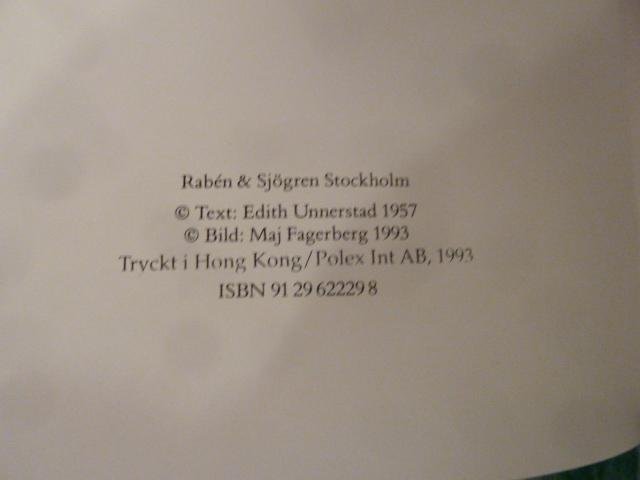 Rabén & Sjögren Stockholm
© Text: Edith Unnerstad 1957
© Bild: Maj Fagerberg 1993
Tryckt i Hong Kong/Polex Int AB, 1993
ISBN 91 29 62229 8